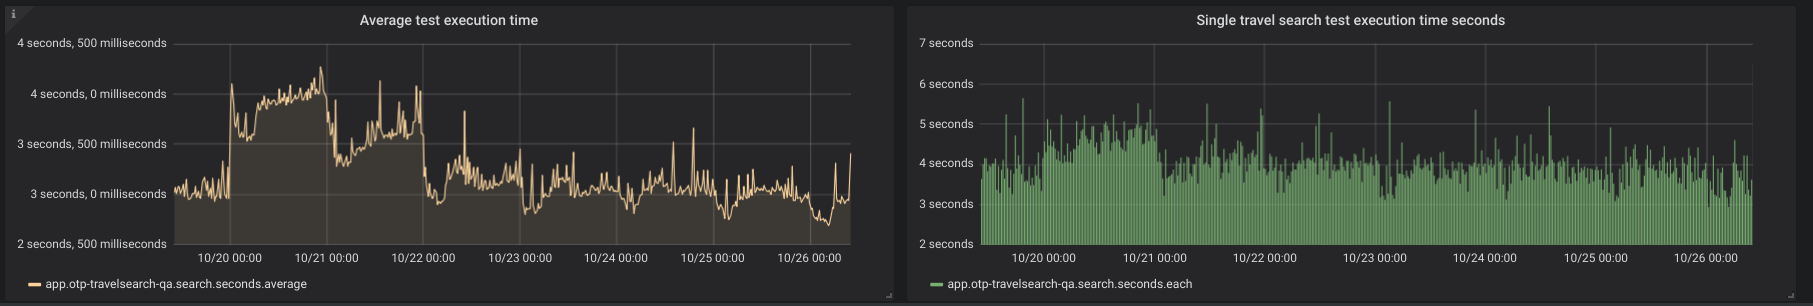 i
Average test execution time
4 seconds, 500 milliseconds
4 seconds, 0 milliseconds
3 seconds, 500 milliseconds
3 seconds, 0 milliseconds
2 seconds, 500 milliseconds
10/20 00:00 10/21 00:00 10/22 00:00 10/23 00:00 10/24 00:00 10/25 00:00 10/26 00:00
app.otp-travelsearch-qa.search.seconds.average
Single travel search test execution time seconds
7 seconds
6 seconds
5 seconds
4 seconds
3 seconds
2 seconds
10/20 00:00 10/21 00:00 10/22 00:00 10/23 00:00 10/24 00:00 10/25 00:00 10/26 00:00
app.otp-travelsearch-qa.search.seconds.each